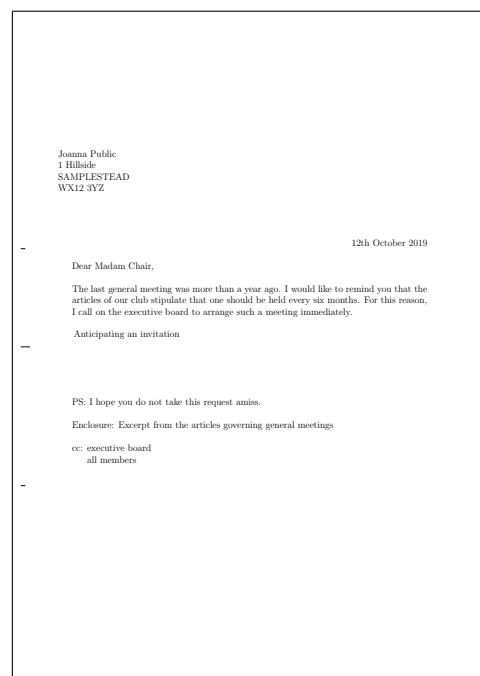 Joanna Public
1 Hillside
SAMPLESTEAD
WX12 3YZ
12th October 2019
Dear Madam Chair,
The last general meeting was more than a year ago. I would like to remind you that the
articles of our club stipulate that one should be held every six months. For this reason,
I call on the executive board to arrange such a meeting immediately.
Anticipating an invitation
PS: I hope you do not take this request amiss.
Enclosure: Excerpt from the articles governing general meetings
cc: executive board
all members